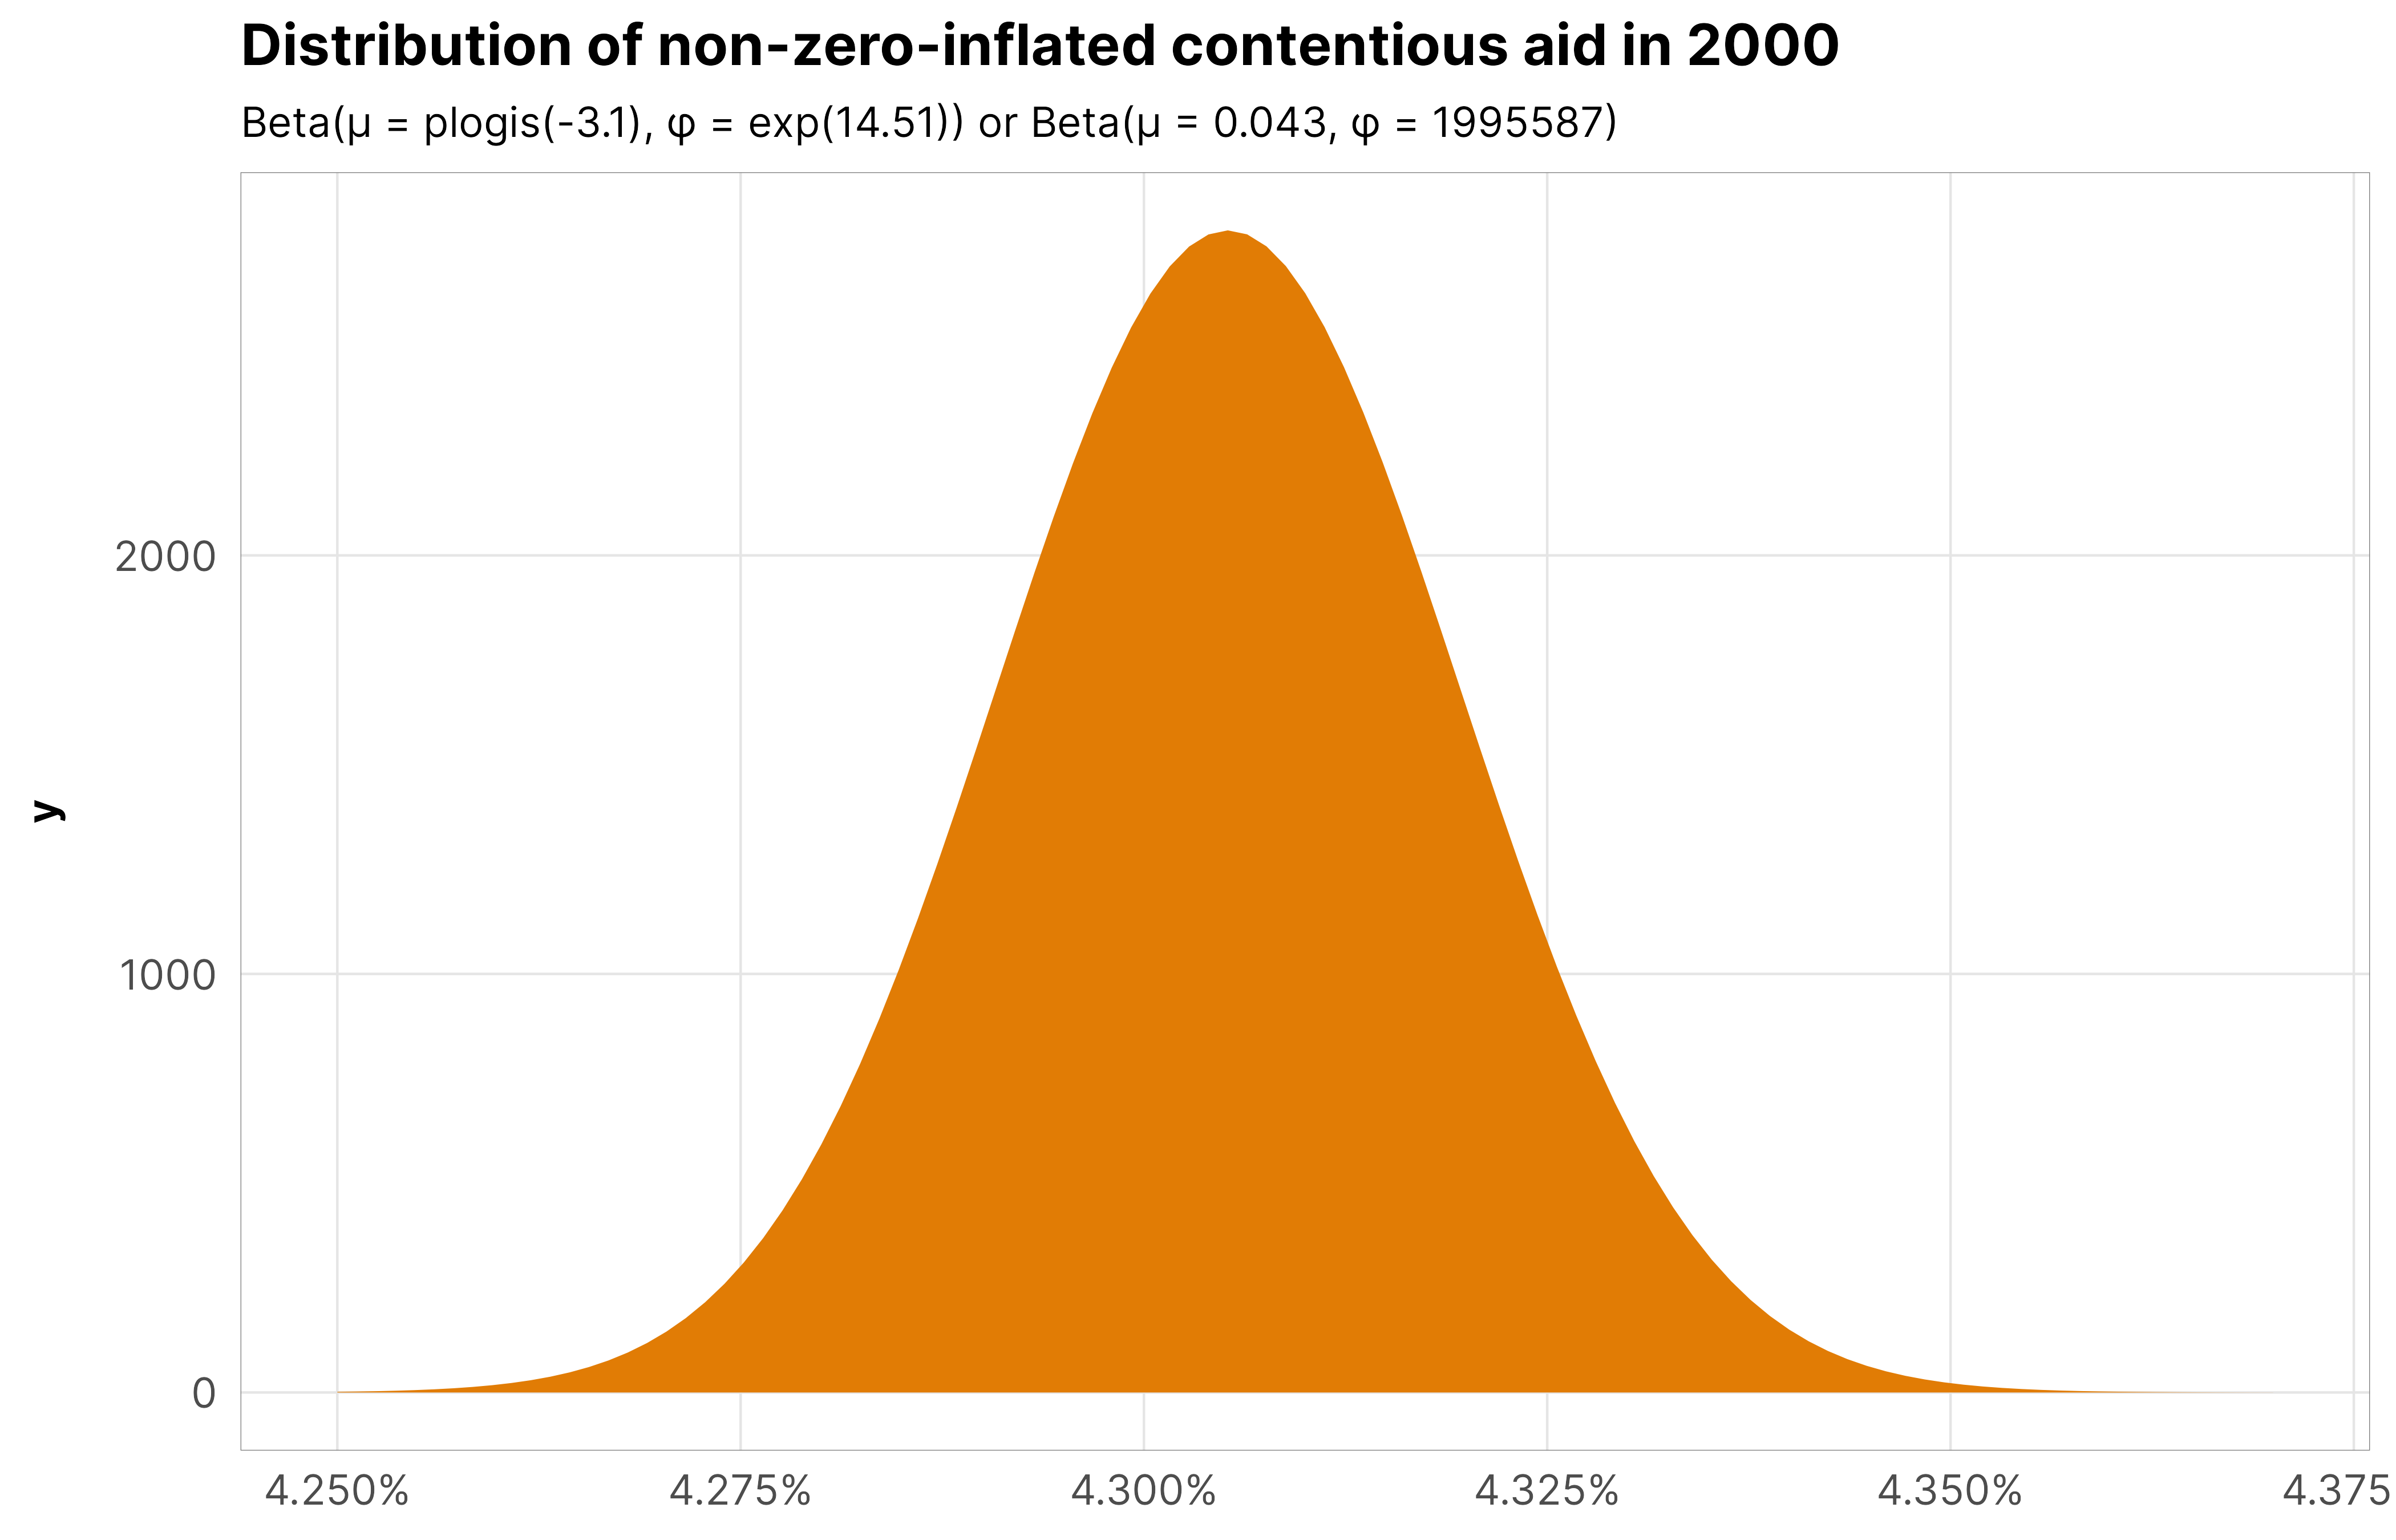 Distribution of non-zero-inflated contentious aid in 2000
Beta(μ = plogis(-3.1), φ = exp(14.51)) or Beta(μ = 0.043, φ = 1995587)
y
2000
1000
0
4.250% 4.275% 4.300% 4.325% 4.350% 4.375